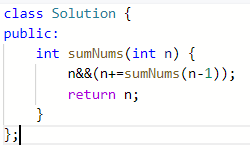 class Solution {
public:
    int sumNums(int n) {
        n&&(n+=sumNums(n-1));
        return n;
    }
};